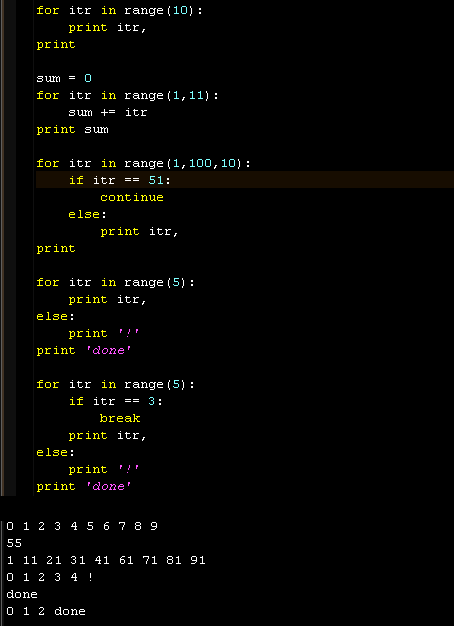 for itr in range(10):
    print itr,
print

sum = 0
for itr in range(1,11):
    sum += itr
print sum

for itr in range(1,100,10):
    if itr == 51:
        continue
    else:
        print itr,
print

for itr in range(5):
    print itr,
else:
    print '!'
print 'done'

for itr in range(5):
    if itr == 3:
        break
    print itr,
else:
    print '!'
print 'done'

0 1 2 3 4 5 6 7 8 9
55
1 11 21 31 41 61 71 81 91
0 1 2 3 4 !
done
0 1 2 done